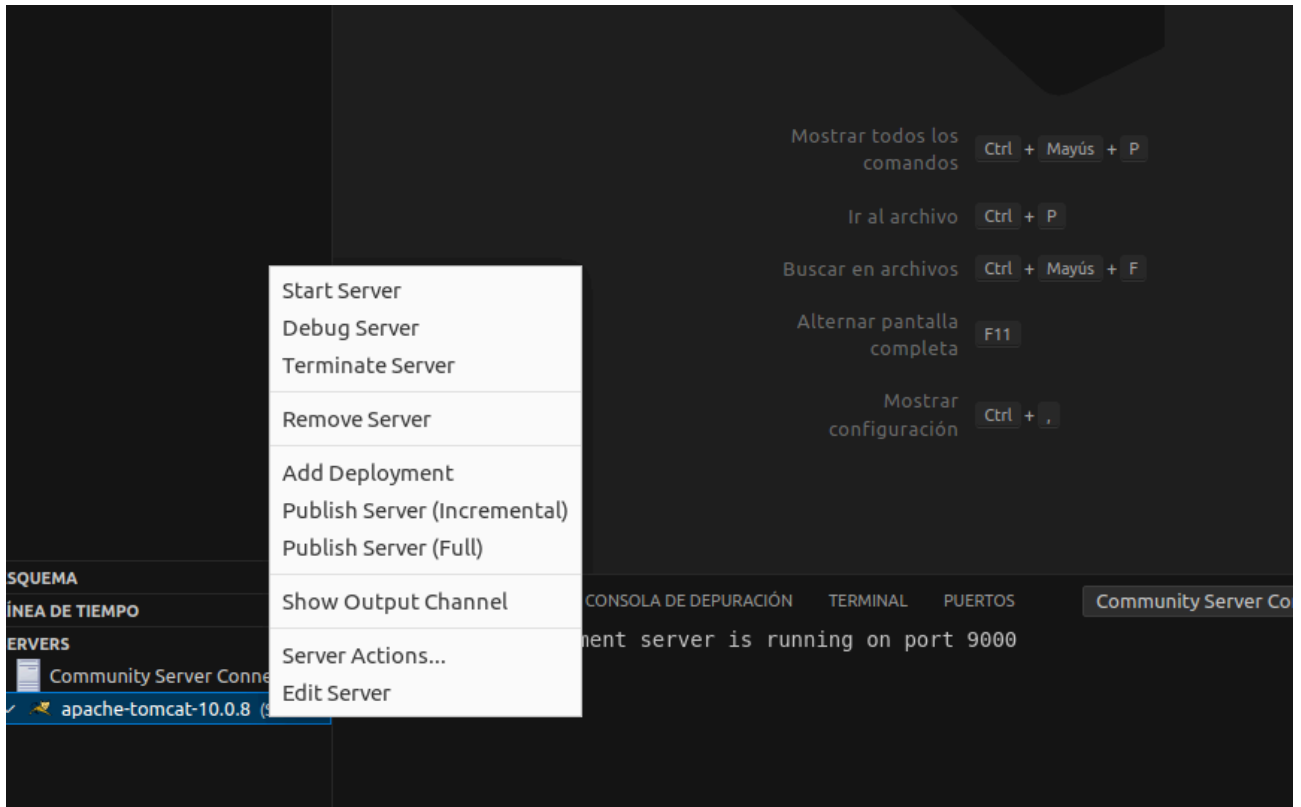 Mostrar todos los
comandos
Ctrl + Mayús + P
Ir al archivo
Ctrl + P
Buscar en archivos
Ctrl + Mayús + F
Alternar pantalla
completa
F11
Mostrar
configuración
Ctrl + ,
Start Server
Debug Server
Terminate Server
Remove Server
Add Deployment
Publish Server (Incremental)
Publish Server (Full)
Show Output Channel
Server Actions...
Edit Server
SQUEMA
ÍNEA DE TIEMPO
ERVERS
Community Server Conne
apache-tomcat-10.0.8
CONSOLA DE DEPURACIÓN TERMINAL PUERTOS
Community Server Co
ment server is running on port 9000